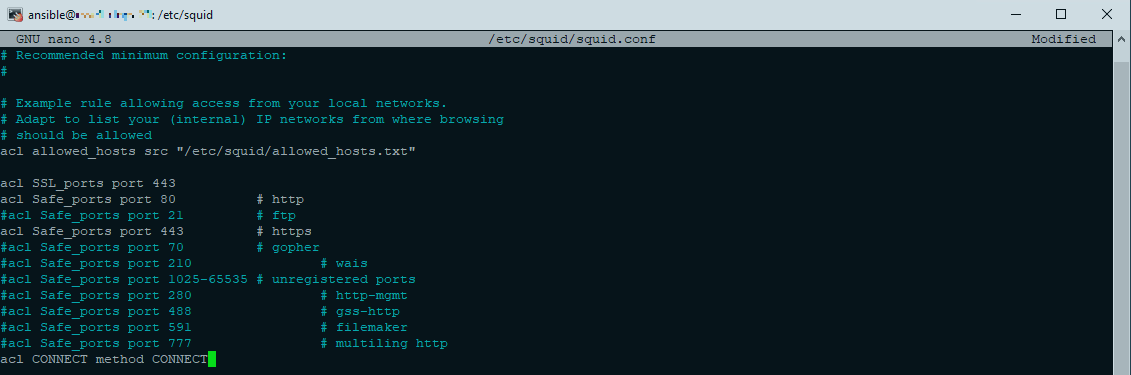 ansible@ : /etc/squid
GNU nano 4.8 /etc/squid/squid.conf Modified
# Recommended minimum configuration:
#
# Example rule allowing access from your local networks.
# Adapt to list your (internal) IP networks from where browsing
# should be allowed
acl allowed_hosts src "/etc/squid/allowed_hosts.txt"
acl SSL_ports port 443
acl Safe_ports port 80 # http
#acl Safe_ports port 21 # ftp
acl Safe_ports port 443 # https
#acl Safe_ports port 70 # gopher
#acl Safe_ports port 210 # wais
#acl Safe_ports port 1025-65535 # unregistered ports
#acl Safe_ports port 280 # http-mgmt
#acl Safe_ports port 488 # gss-http
#acl Safe_ports port 591 # filemaker
#acl Safe_ports port 777 # multiling http
acl CONNECT method CONNECT